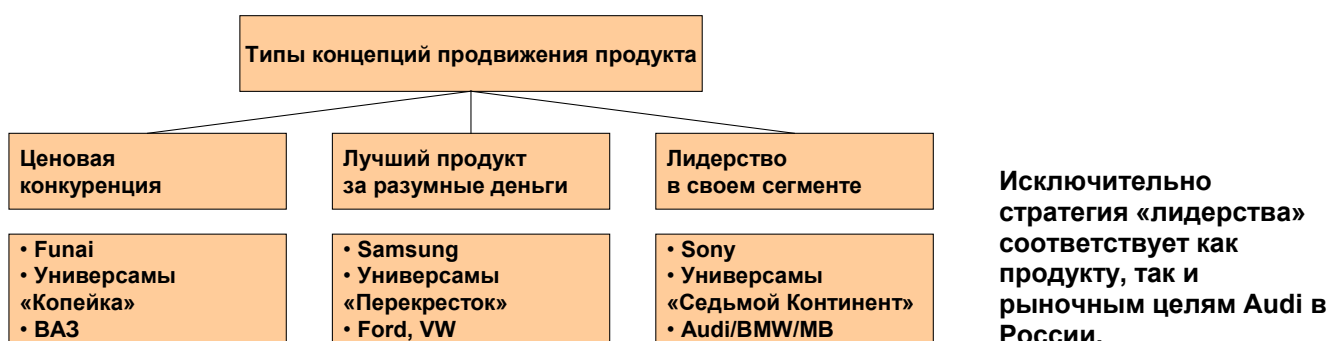 Типы концепций продвижения продукта
Ценовая
конкуренция
Лучший продукт
за разумные деньги
Лидерство
в своем сегменте
• Funai
• Универсамы
«Копейка»
• ВАЗ
• Samsung
• Универсамы
«Перекресток»
• Ford, VW
• Sony
• Универсамы
«Седьмой Континент»
• Audi/BMW/MB
Исключительно
стратегия «лидерства»
соответствует как
продукту, так и
рыночным целям Audi в
России.